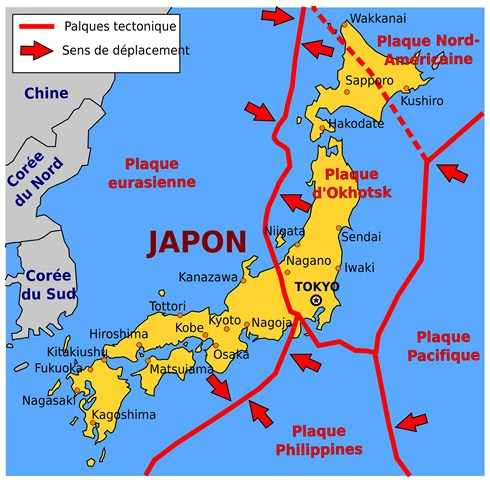 Palques tectonique
Sens de déplacement
Wakkanai
Plaque Nord-
Américaine
Chine
Sapporo
Kushiro
Hakodate
Corée
du Nord
Plaque
eurasienne
Plaque
d'Okhotsk
JAPON
Niigata
Sendai
Corée
du Sud
Nagano
Iwaki
Kanazawa
TOKYO
Tottori
Kyoto
Nagoja
Hiroshima
Kobe
Plaque
Pacifique
Kitakiushu
Osaka
Fukuoka
Matsujama
Nagasaki
Kagoshima
Plaque
Philippines